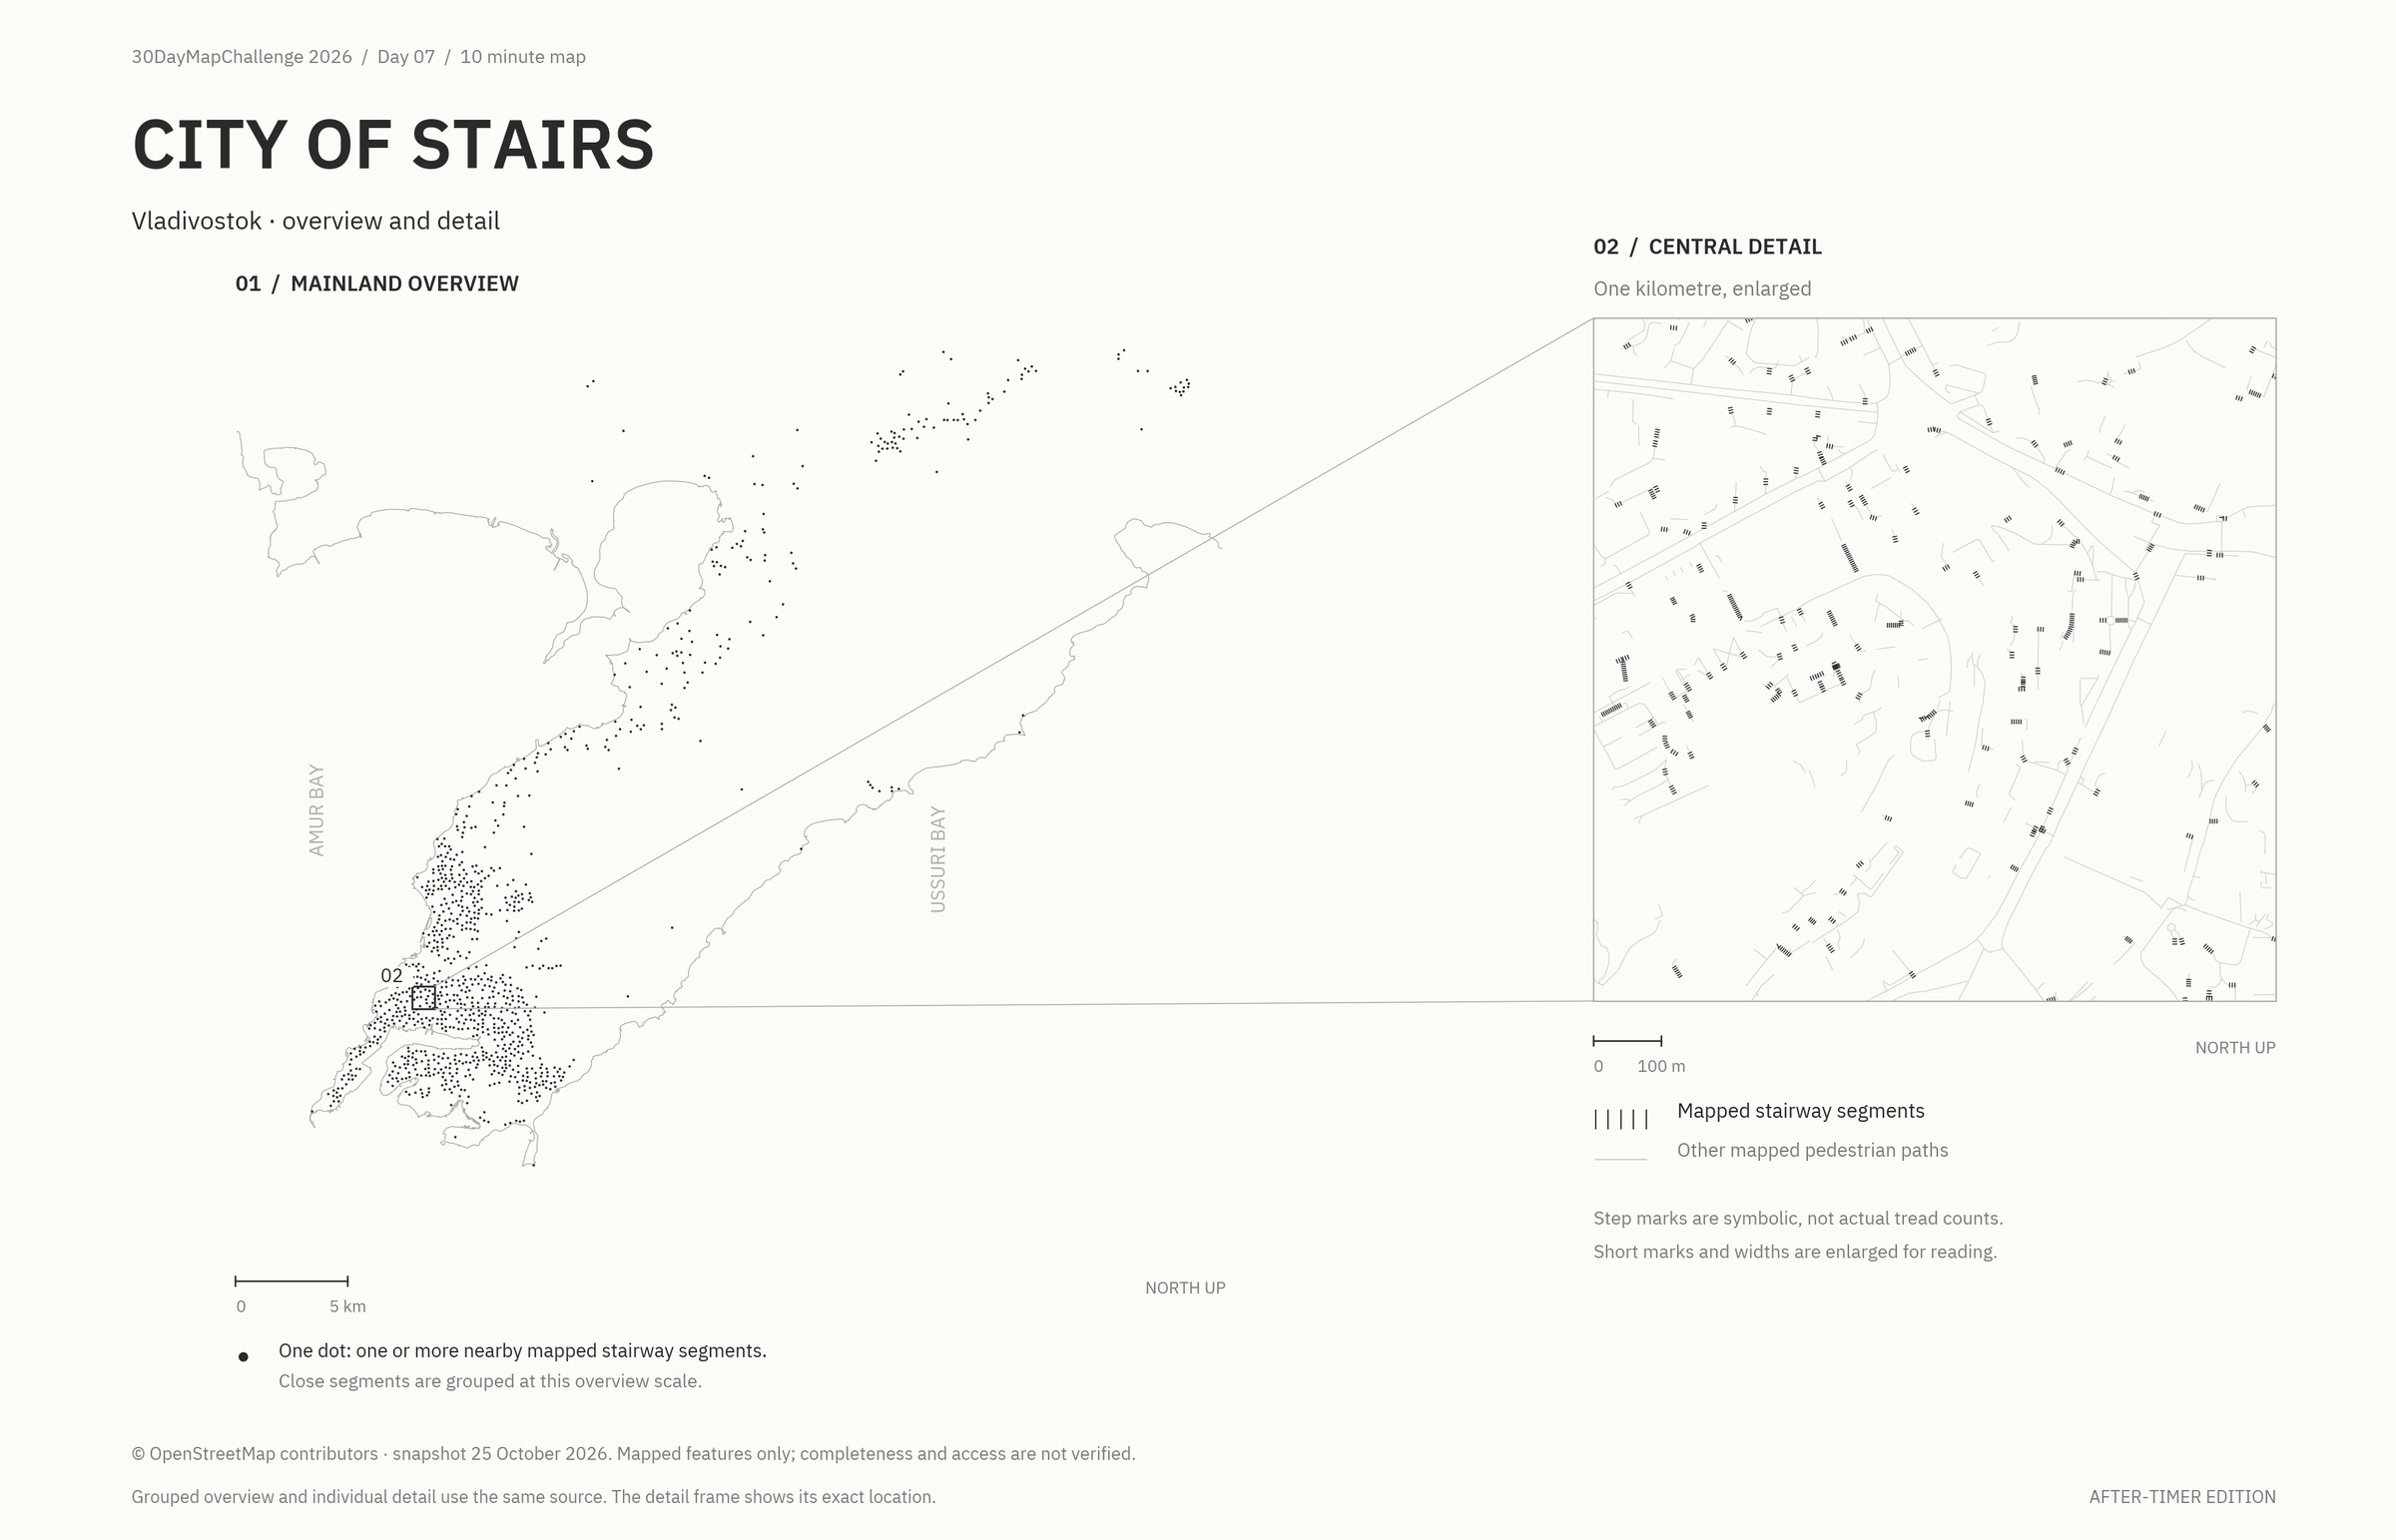 30DayMapChallenge 2026 / Day 07 / 10 minute map
CITY OF STAIRS
Vladivostok · overview and detail
01 / MAINLAND OVERVIEW
AMUR BAY
USSURI BAY
02
0 5 km
NORTH UP
One dot: one or more nearby mapped stairway segments.
Close segments are grouped at this overview scale.
02 / CENTRAL DETAIL
One kilometre, enlarged
0 100 m
NORTH UP
Mapped stairway segments
Other mapped pedestrian paths
Step marks are symbolic, not actual tread counts.
Short marks and widths are enlarged for reading.
© OpenStreetMap contributors · snapshot 25 October 2026. Mapped features only; completeness and access are not verified.
Grouped overview and individual detail use the same source. The detail frame shows its exact location.
AFTER-TIMER EDITION